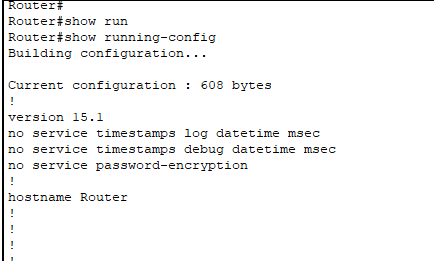 Router#
Router#show run
Router#show running-config
Building configuration...
Current configuration : 608 bytes
!
version 15.1
no service timestamps log datetime msec
no service timestamps debug datetime msec
no service password-encryption
!
hostname Router
!
!
!
!